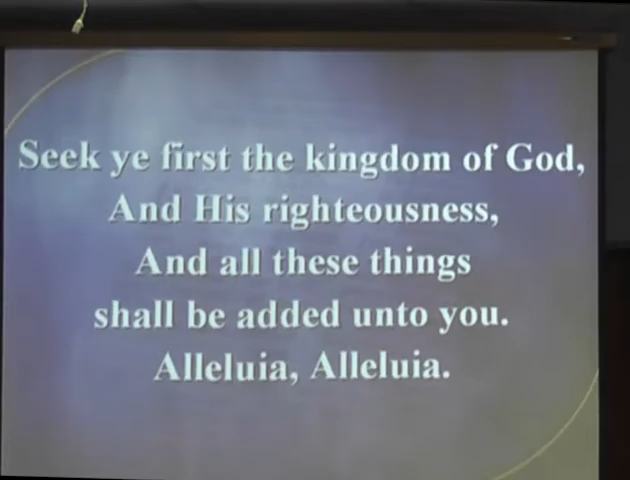 Seek ye first the kingdom of God,
And His righteousness,
And all these things
shall be added unto you.
Alleluia, Alleluia.